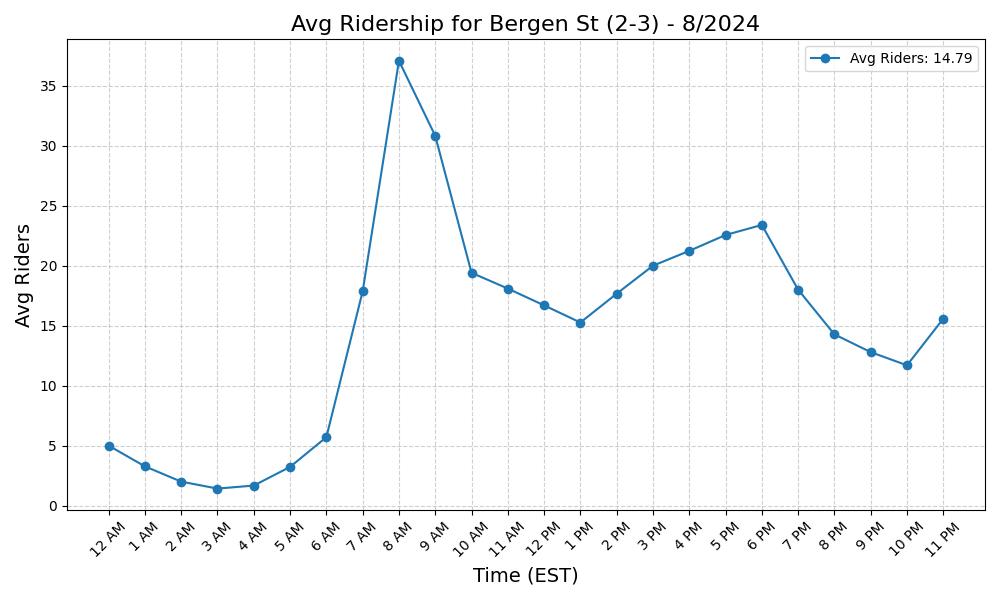 Avg Ridership for Bergen St (2-3) - 8/2024
Avg Riders: 14.79
35
30
25
20
15
10
5
0
Avg Riders
12 AM
1 AM
2 AM
3 AM
4 AM
5 AM
6 AM
7 AM
8 AM
9 AM
10 AM
11 AM
12 PM
1 PM
2 PM
3 PM
4 PM
5 PM
6 PM
7 PM
8 PM
9 PM
10 PM
11 PM
Time (EST)